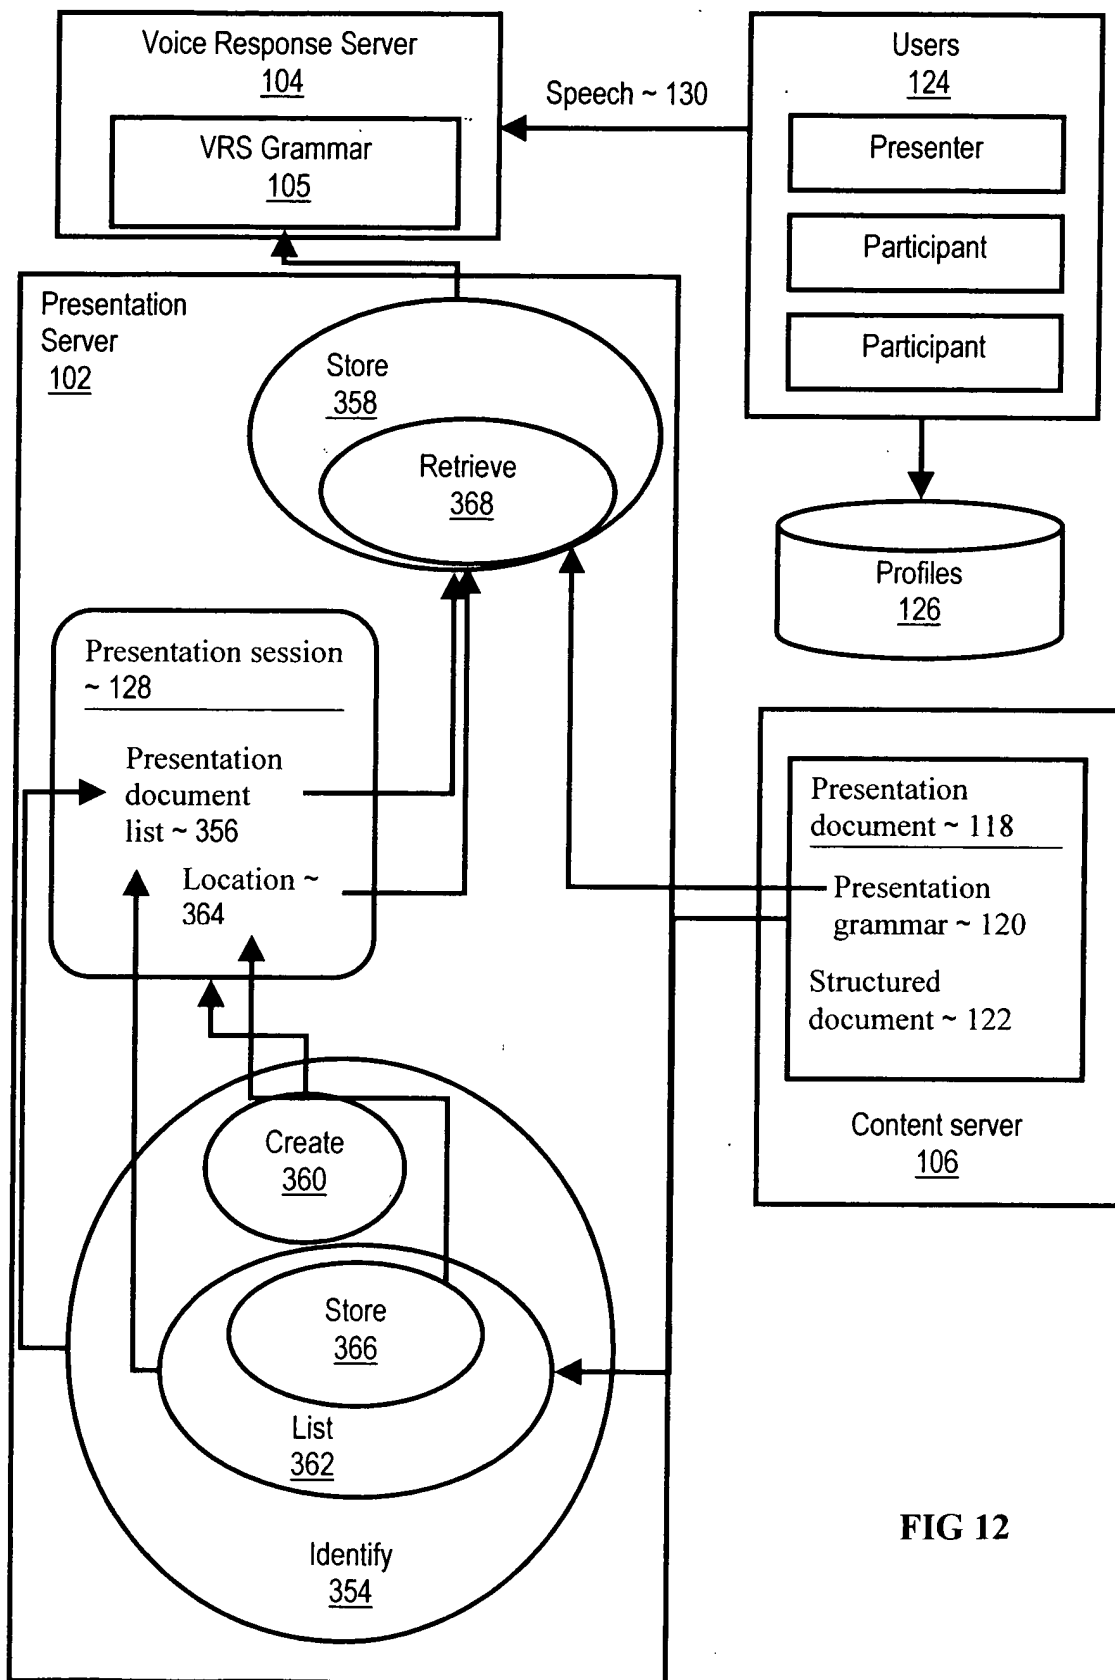 Voice Response Server
104
VRS Grammar
105
Speech ~ 130
Users
124
Presenter
Participant
Participant
Profiles
126
Presentation
Server
102
Store
358
Retrieve
368
Presentation session
~ 128
Presentation
document
list ~ 356
Location ~
364
Presentation
document ~ 118
Presentation
grammar ~ 120
Structured
document ~ 122
Content server
106
Create
360
Store
366
List
362
Identify
354
FIG 12